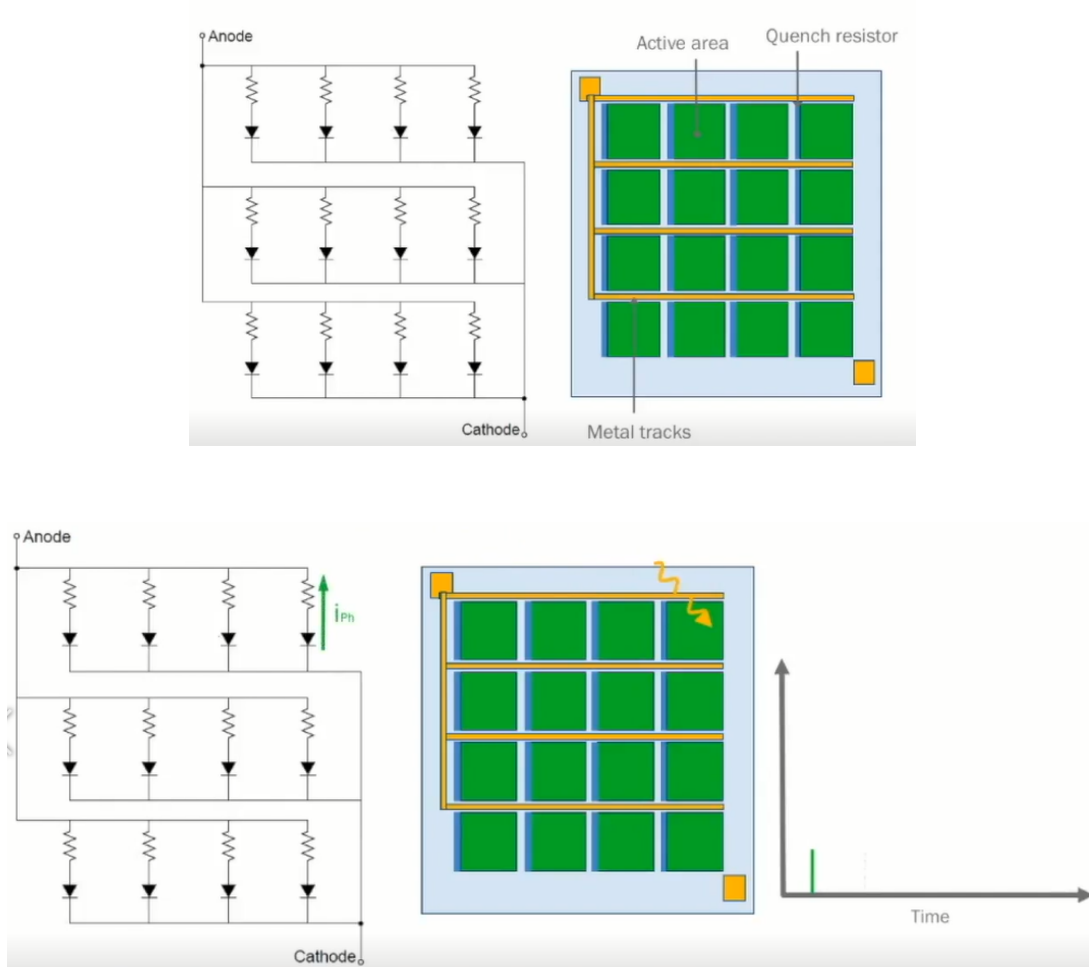 Anode
Active area
Quench resistor
Cathode
Metal tracks
Anode
iPh
Time
Cathode